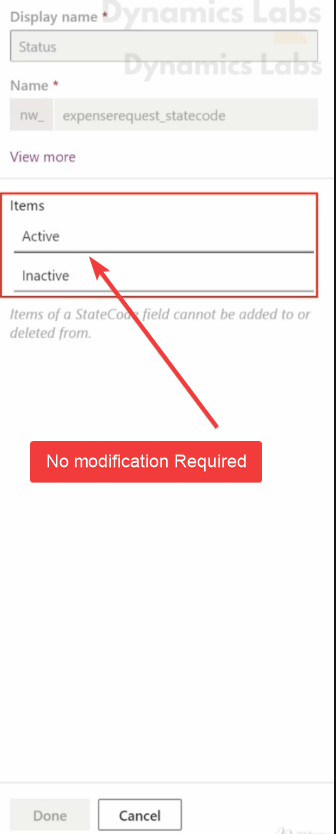 Dynamics Labs
Display name *
Status
Dynamics Labs
Name *
nw_ expenserequest_statecode
View more
Items
Active
Inactive
Items of a StateCode field cannot be added to or
deleted from.
No modification Required
Done Cancel